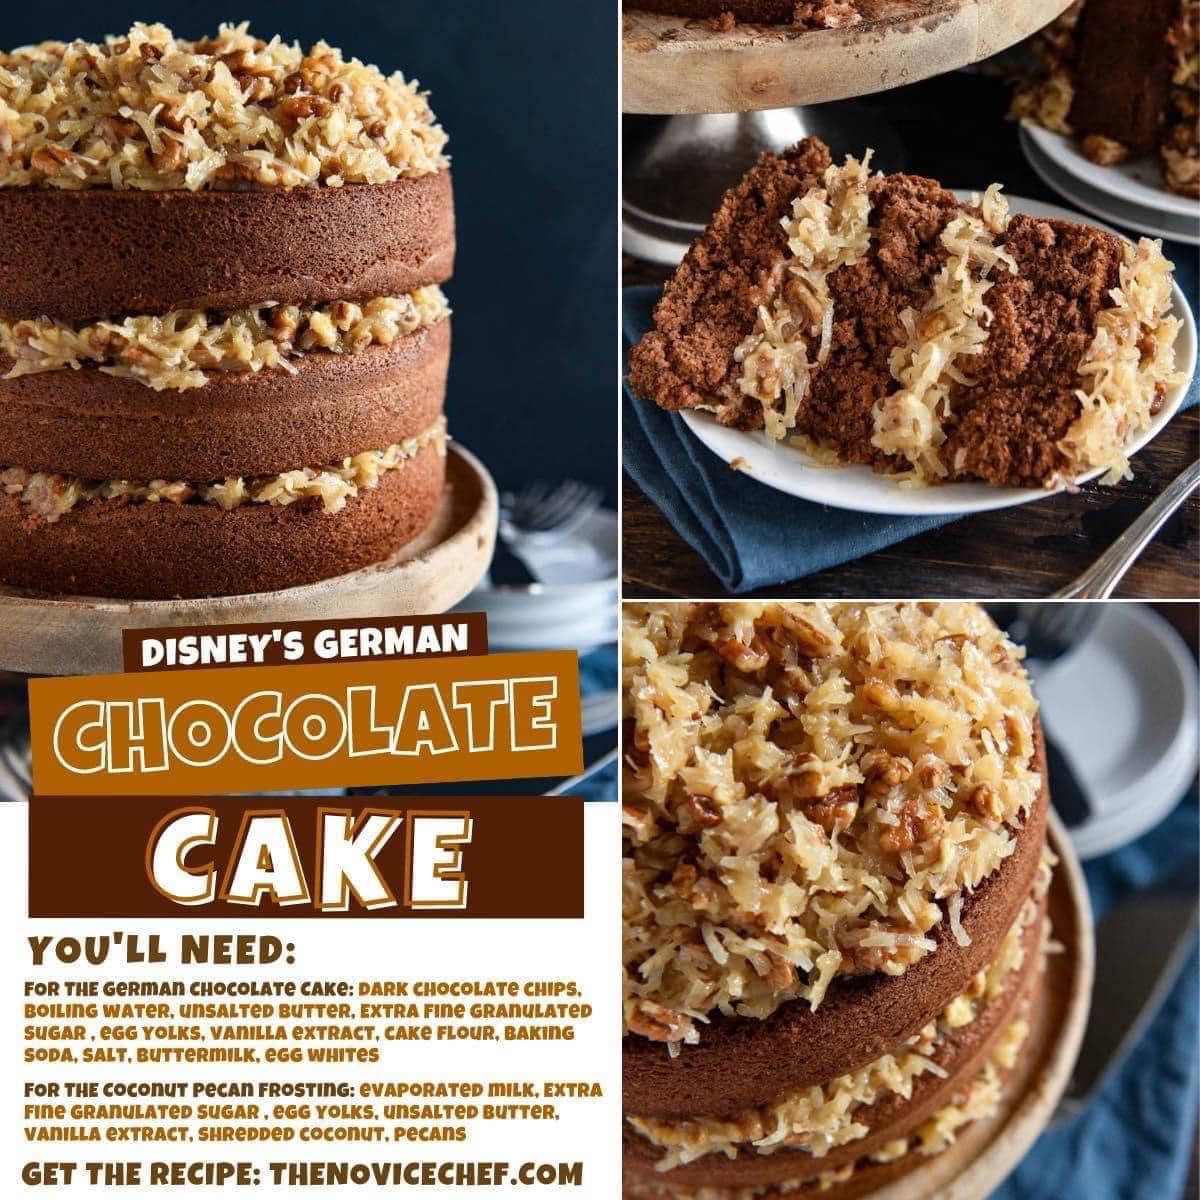 DISNEY'S GERMAN
CHOCOLATE
CAKE
YOU'LL NEED:
FOR THE GERMAN CHOCOLATE CAKE: DARK CHOCOLATE CHIPS,
BOILING WATER, UNSALTED BUTTER, EXTRA FINE GRANULATED
SUGAR , EGG YOLKS, VANILLA EXTRACT, CAKE FLOUR, BAKING
SODA, SALT, BUTTERMILK, EGG WHITES
FOR THE COCONUT PECAN FROSTING: EVAPORATED MILK, EXTRA
FINE GRANULATED SUGAR , EGG YOLKS, UNSALTED BUTTER,
VANILLA EXTRACT, SHREDDED COCONUT, PECANS
GET THE RECIPE: THENOVICECHEF.COM